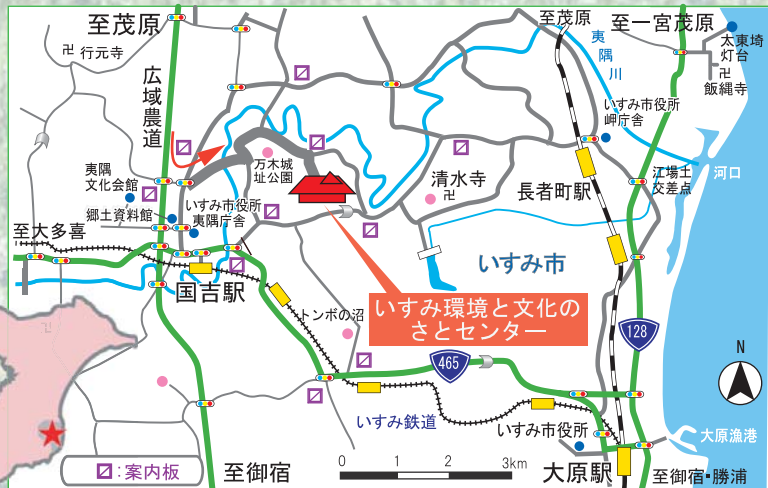 至茂原
卍 行元寺
広域農道
至茂原
夷隅川
至一宮茂原
太東埼
灯台
卍
飯縄寺
いすみ市役所
岬庁舎
夷隅
文化会館
郷土資料館
いすみ市役所
夷隅庁舎
万木城
址公園
清水寺
卍
長者町駅
江場土
交差点
河口
至大多喜
国吉駅
いすみ市
トンボの沼
いすみ環境と文化の
さとセンター
465
128
N
いすみ鉄道
いすみ市役所
大原漁港
:案内板
至御宿
0 1 2 3km
大原駅
至御宿・勝浦